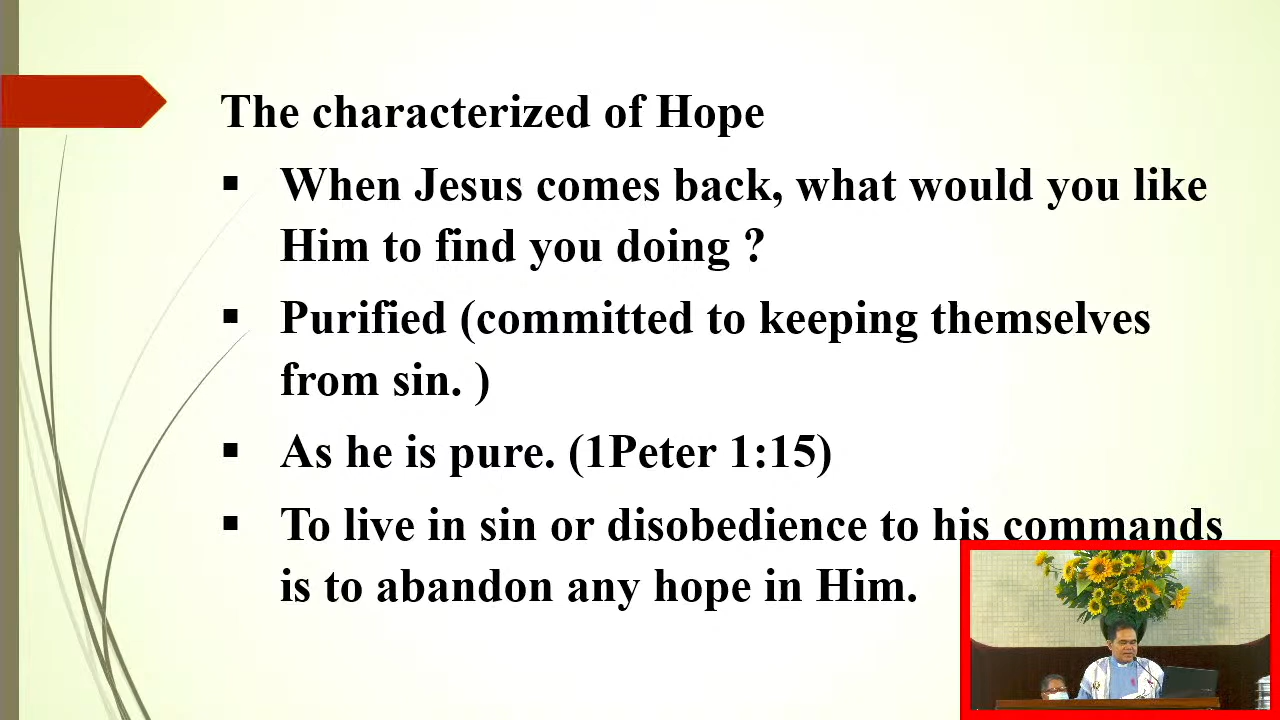 The characterized of Hope
▪ When Jesus comes back, what would you like
Him to find you doing ?
▪ Purified (committed to keeping themselves
from sin. )
▪ As he is pure. (1Peter 1:15)
▪ To live in sin or disobedience to his commands
is to abandon any hope in Him.